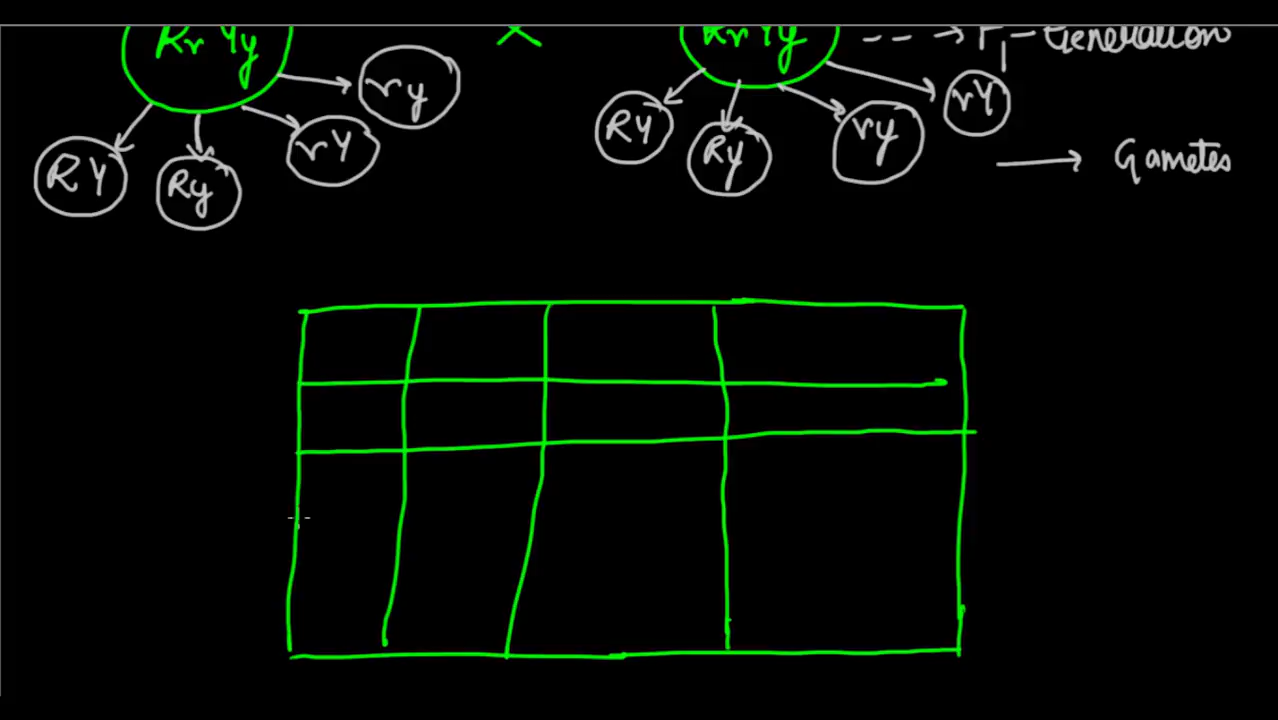 RrYy × RrYy --→ F1-Generation
RY Ry rY ry RY Ry ry rY
→ Gametes